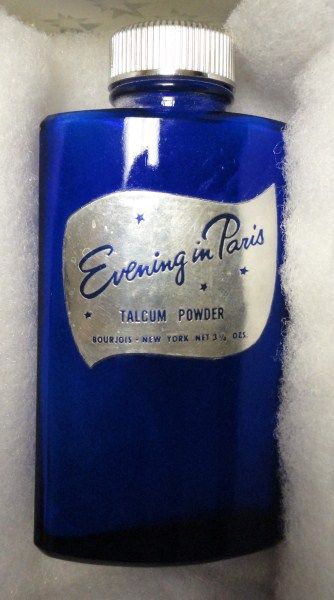 Evening in Paris
TALCUM POWDER
BOURJOIS - NEW YORK NET 3½ OZS.